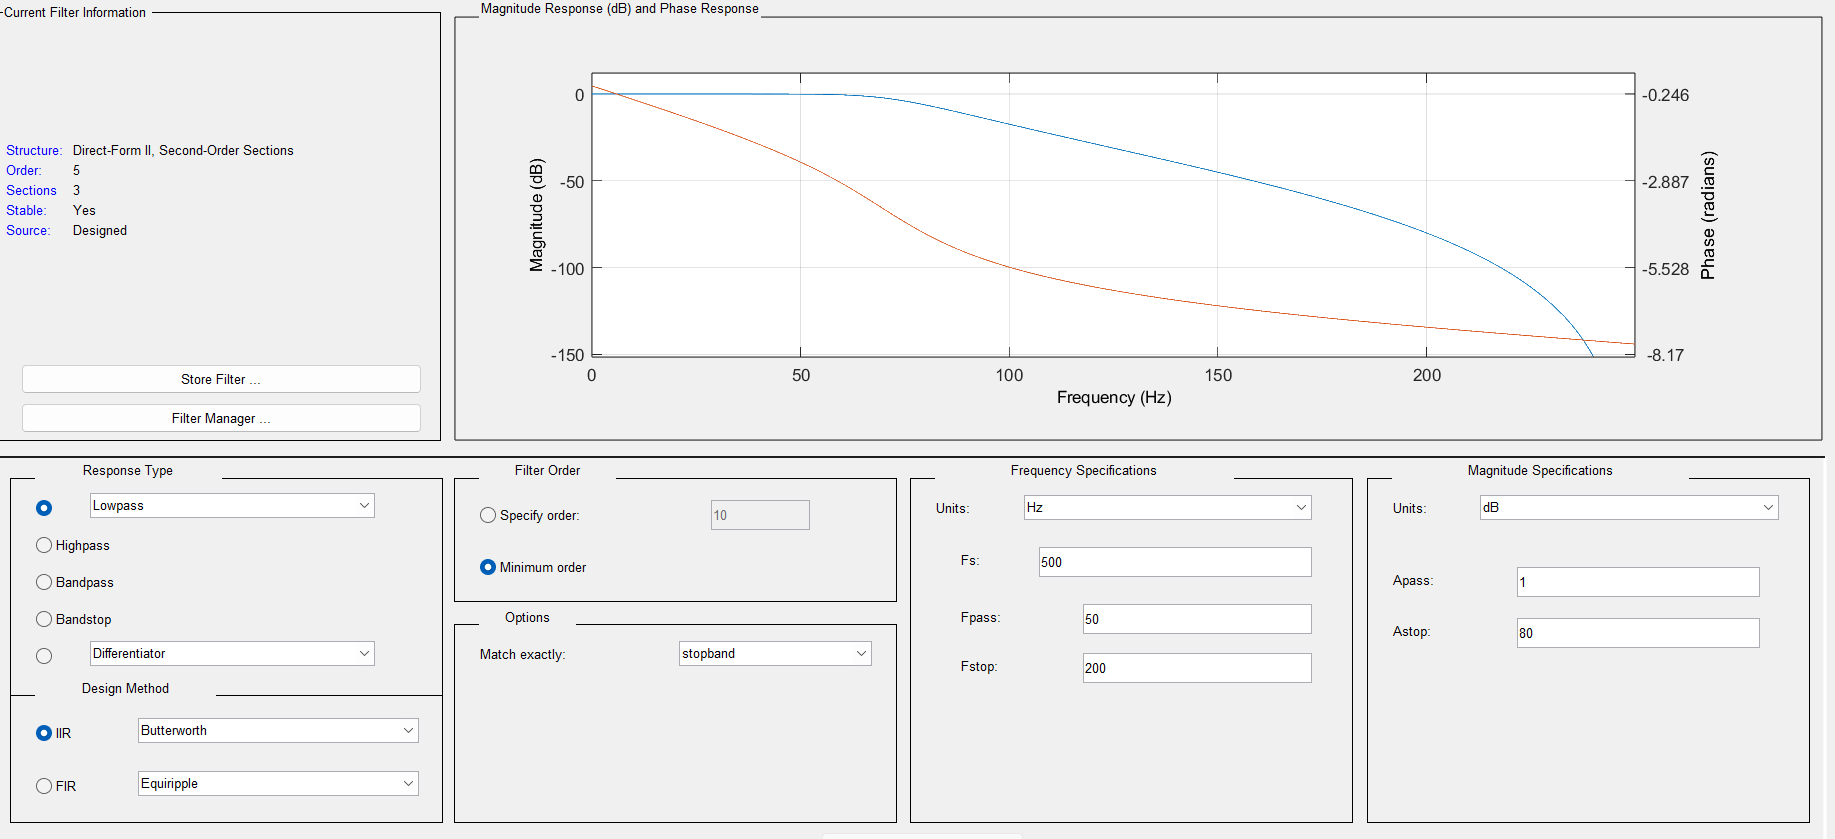 Current Filter Information
Structure: Direct-Form II, Second-Order Sections
Order: 5
Sections 3
Stable: Yes
Source: Designed
Store Filter ...
Filter Manager ...
Magnitude Response (dB) and Phase Response
Magnitude (dB)
0
-50
-100
-150
0 50 100 150 200
Frequency (Hz)
-0.246
-2.887
-5.528
-8.17
Phase (radians)
Response Type
Lowpass
Highpass
Bandpass
Bandstop
Differentiator
Design Method
IIR Butterworth
FIR Equiripple
Filter Order
Specify order: 10
Minimum order
Options
Match exactly: stopband
Frequency Specifications
Units: Hz
Fs: 500
Fpass: 50
Fstop: 200
Magnitude Specifications
Units: dB
Apass: 1
Astop: 80